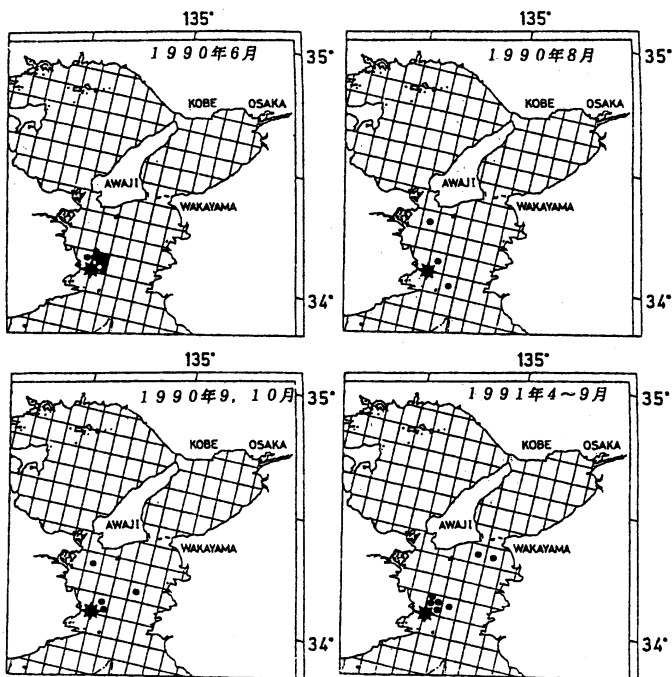 135°
135°
1990年6月
1990年8月
35°
35°
KOBE
OSAKA
KOBE
OSAKA
AWAJI
AWAJI
WAKAYAMA
WAKAYAMA
34°
34°
135°
135°
1990年9,10月
1991年4～9月
35°
35°
KOBE
OSAKA
KOBE
OSAKA
AWAJI
AWAJI
WAKAYAMA
WAKAYAMA
34°
34°